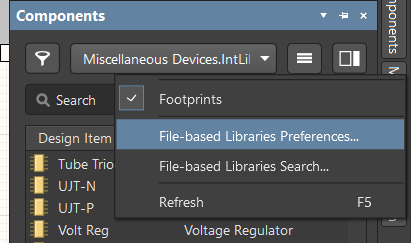 Components
Miscellaneous Devices.IntLi
Search
Footprints
Design Item
File-based Libraries Preferences...
Tube Trio
File-based Libraries Search...
UJT-N
UJT-P
Refresh F5
Volt Reg Voltage Regulator
Components